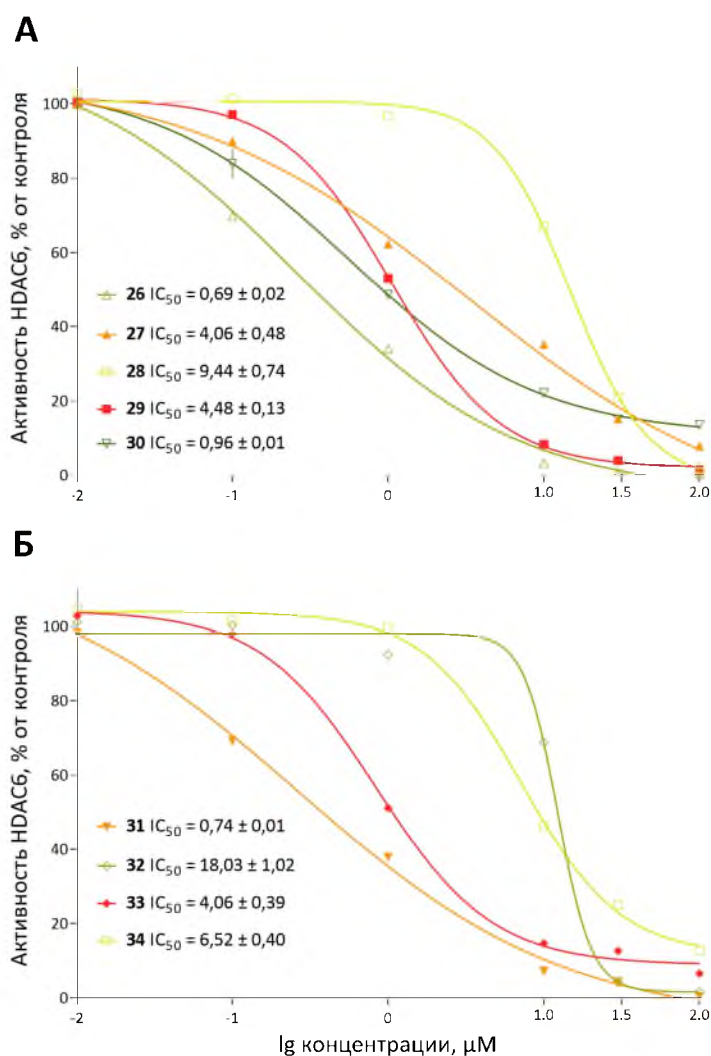 А
Активность HDAC6, % от контроля
100
80
60
40
20
0
26 IC50 = 0,69 ± 0,02
27 IC50 = 4,06 ± 0,48
28 IC50 = 9,44 ± 0,74
29 IC50 = 4,48 ± 0,13
30 IC50 = 0,96 ± 0,01
-2 -1 0 1.0 1.5 2.0
Б
Активность HDAC6, % от контроля
100
80
60
40
20
0
31 IC50 = 0,74 ± 0,01
32 IC50 = 18,03 ± 1,02
33 IC50 = 4,06 ± 0,39
34 IC50 = 6,52 ± 0,40
-2 -1 0 1.0 1.5 2.0
lg концентрации, µM